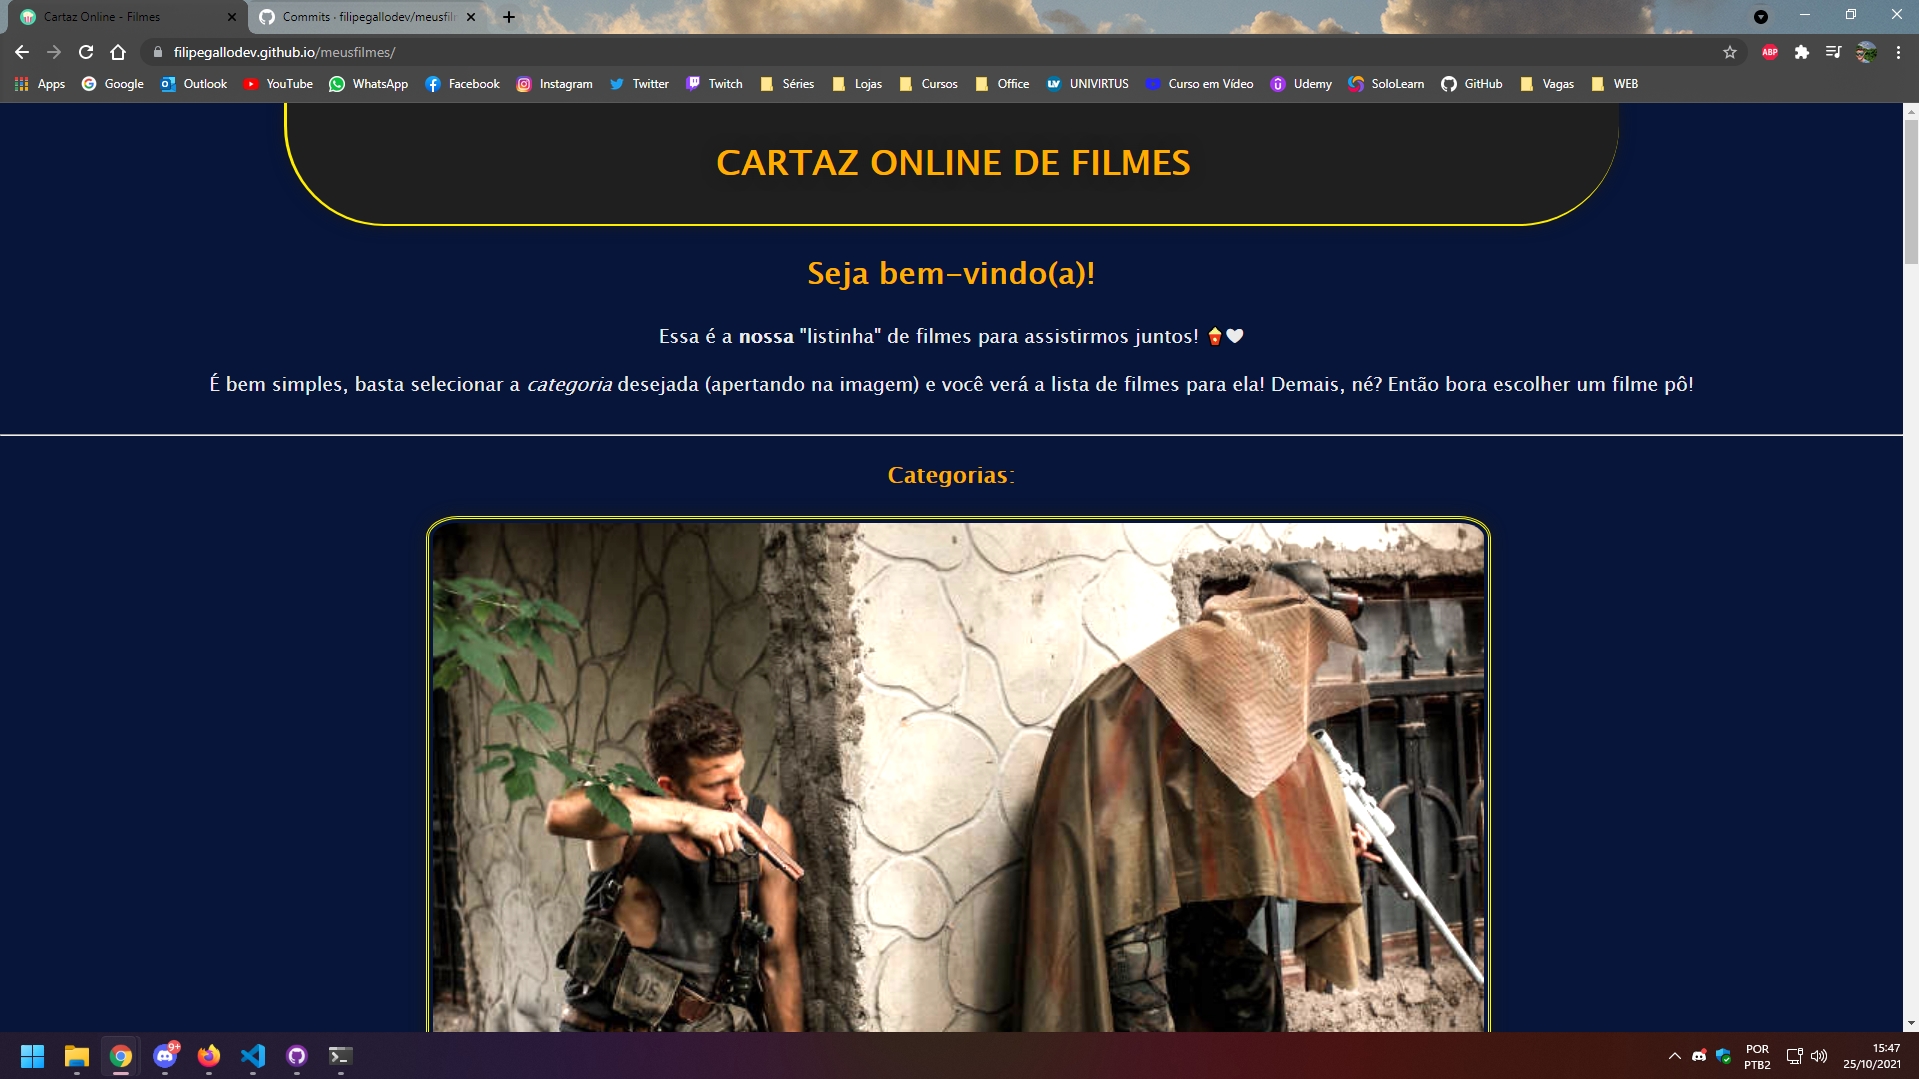 Cartaz Online - Filmes
Commits · filipegallodev/meusfil
filipegallodev.github.io/meusfilmes/
ABP
Apps Google Outlook YouTube WhatsApp Facebook Instagram Twitter Twitch Séries Lojas Cursos Office UNIVIRTUS Curso em Vídeo Udemy SoloLearn GitHub Vagas WEB
CARTAZ ONLINE DE FILMES
Seja bem-vindo(a)!
Essa é a nossa "listinha" de filmes para assistirmos juntos! 🍿🤍
É bem simples, basta selecionar a categoria desejada (apertando na imagem) e você verá a lista de filmes para ela! Demais, né? Então bora escolher um filme pô!
Categorias:
US
9+
POR
PTB2
15:47
25/10/2021